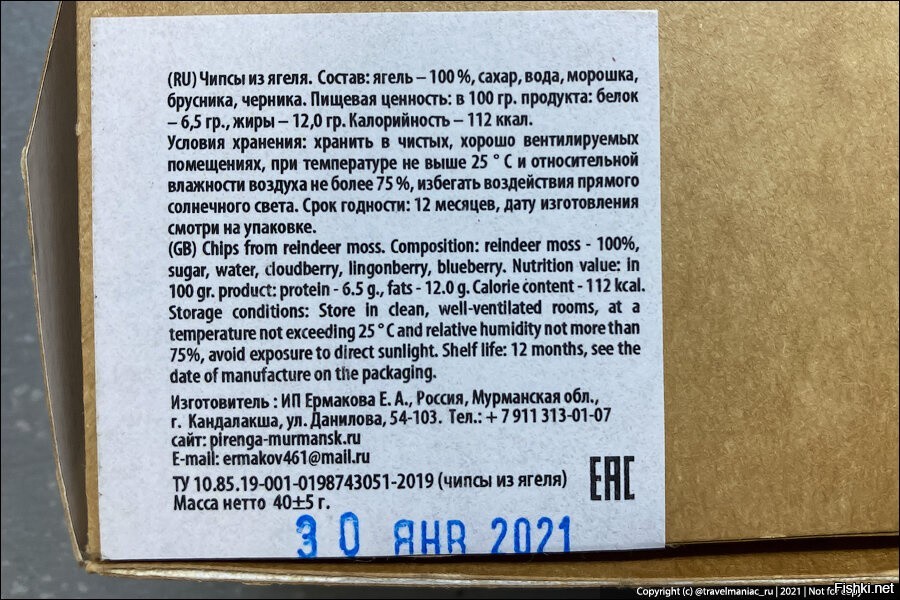 (RU) Чипсы из ягеля. Состав: ягель – 100 %, сахар, вода, морошка,
брусника, черника. Пищевая ценность: в 100 гр. продукта: белок
– 6,5 гр., жиры – 12,0 гр. Калорийность – 112 ккал.
Условия хранения: хранить в чистых, хорошо вентилируемых
помещениях, при температуре не выше 25 ° С и относительной
влажности воздуха не более 75 %, избегать воздействия прямого
солнечного света. Срок годности: 12 месяцев, дату изготовления
смотри на упаковке.
(GB) Chips from reindeer moss. Composition: reindeer moss - 100%,
sugar, water, cloudberry, lingonberry, blueberry. Nutrition value: in
100 gr. product: protein - 6.5 g., fats - 12.0 g. Calorie content - 112 kcal.
Storage conditions: Store in clean, well-ventilated rooms, at a
temperature not exceeding 25 ° C and relative humidity not more than
75%, avoid exposure to direct sunlight. Shelf life: 12 months, see the
date of manufacture on the packaging.
Изготовитель : ИП Ермакова Е. А., Россия, Мурманская обл.,
г. Кандалакша, ул. Данилова, 54-103. Тел.: + 7 911 313-01-07
сайт: pirenga-murmansk.ru
E-mail: ermakov461@mail.ru
ТУ 10.85.19-001-0198743051-2019 (чипсы из ягеля)
Масса нетто 40±5 г.
EAC
30 ЯНВ 2021
Copyright (c) @travelmaniac_ru | 2021 | Not for copy
Fishki.net